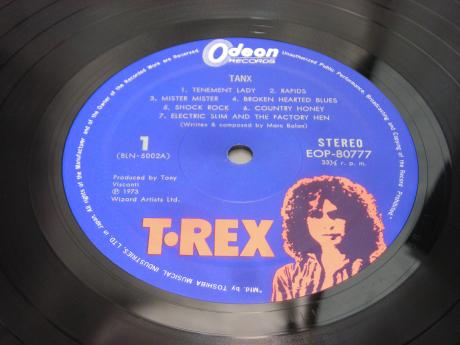 Odeon
RECORDS
TANX
1. TENEMENT LADY 2. RAPIDS
3. MISTER MISTER 4. BROKEN HEARTED BLUES
5. SHOCK ROCK 6. COUNTRY HONEY
7. ELECTRIC SLIM AND THE FACTORY HEN
(Written & composed by Marc Bolan)
1
(BLN-5002A)
STEREO
EOP-80777
33⅓ r. p. m.
Produced by Tony
Visconti
Ⓟ 1973
Wizard Artists Ltd.
T•REX
All rights of the Manufacturer and of the Owner of the Recorded Work are Reserved. Unauthorized Public Performance, Broadcasting and Copying of the Record Prohibited.
"Mfd. by TOSHIBA MUSICAL INDUSTRIES, LTD. in Japan.